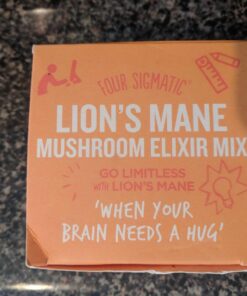 FOUR SIGMATIC
LION'S MANE
MUSHROOM ELIXIR MIX
GO LIMITLESS
with LION'S MANE
'WHEN YOUR
BRAIN NEEDS A HUG'